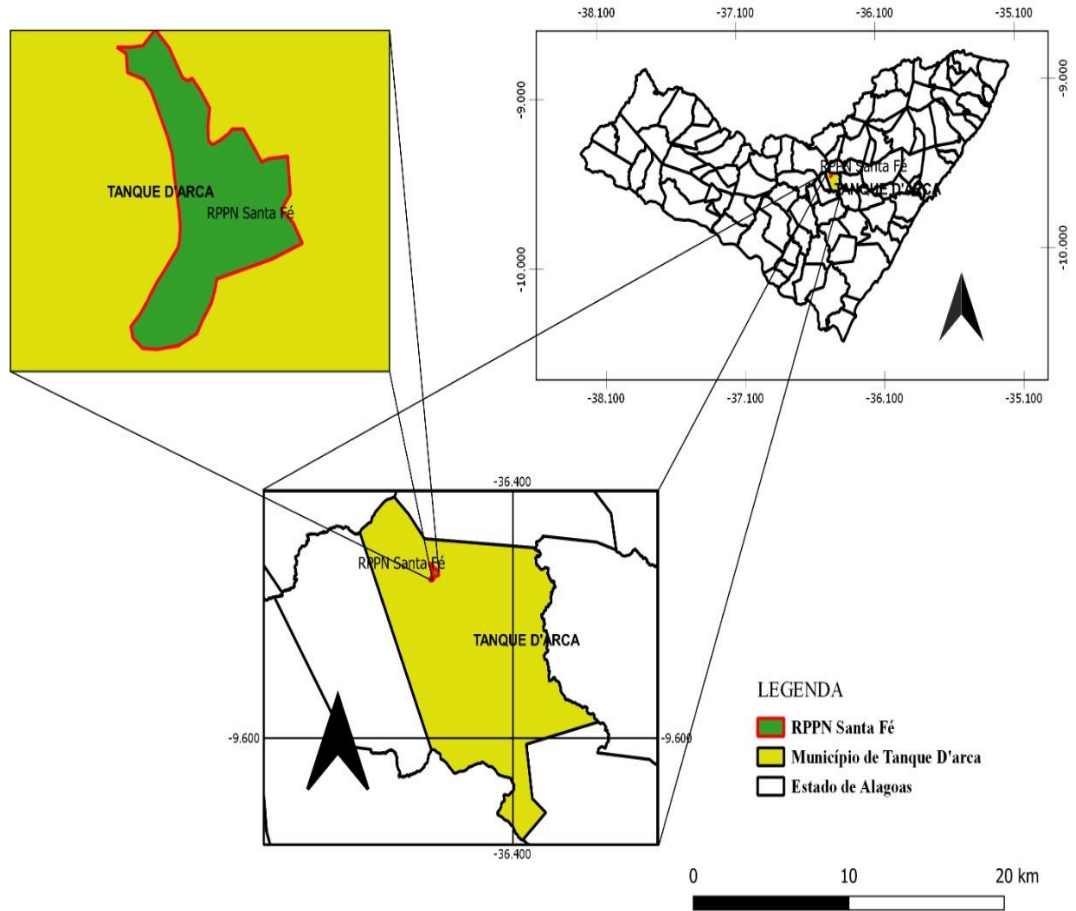 -38.100
-37.100
-36.100
-35.100
-9.000
-9.000
RPPN Santa Fé
TANQUE D'ARCA
-10.000
-10.000
-38.100
-37.100
-36.100
-35.100
TANQUE D'ARCA
RPPN Santa Fé
-36.400
RPPN Santa Fé
TANQUE D'ARCA
-9.600
-9.600
-36.400
LEGENDA
RPPN Santa Fé
Município de Tanque D'arca
Estado de Alagoas
0
10
20 km